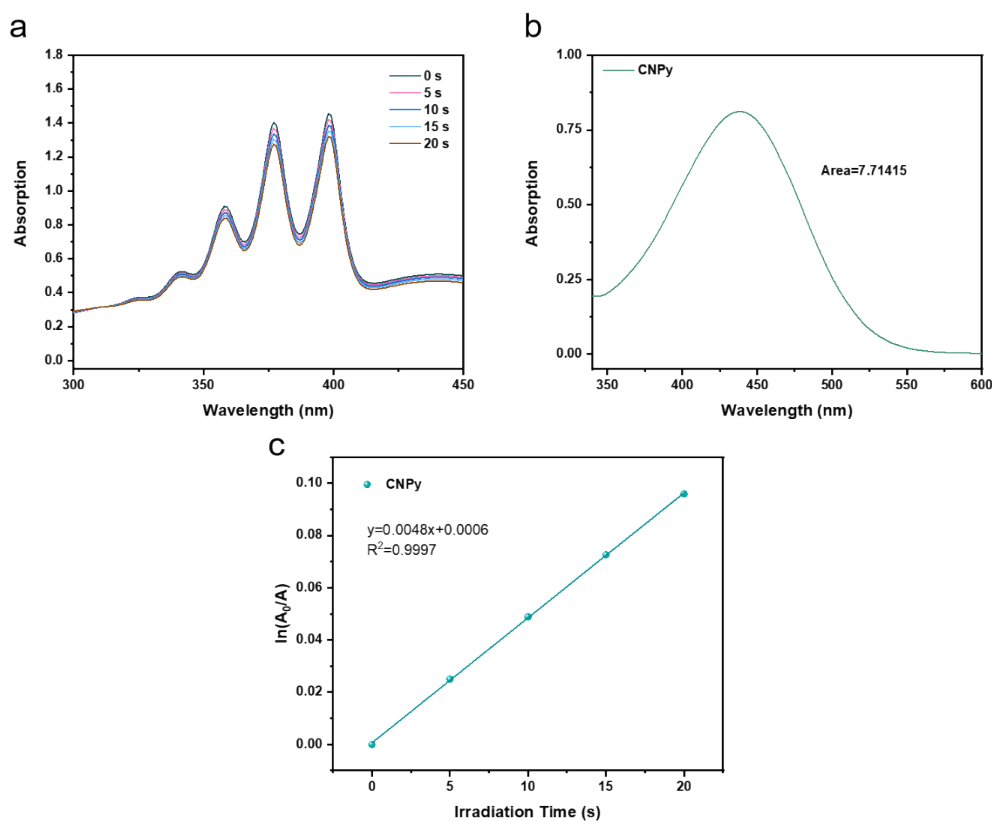 a
1.8
1.6
1.4
1.2
1.0
0.8
0.6
0.4
0.2
0.0
Absorption
0 s
5 s
10 s
15 s
20 s
300
350
400
450
Wavelength (nm)
b
1.00
0.75
0.50
0.25
0.00
Absorption
CNPy
Area=7.71415
350
400
450
500
550
600
Wavelength (nm)
c
0.10
0.08
0.06
0.04
0.02
0.00
ln(A₀/A)
CNPy
y=0.0048x+0.0006
R²=0.9997
0
5
10
15
20
Irradiation Time (s)